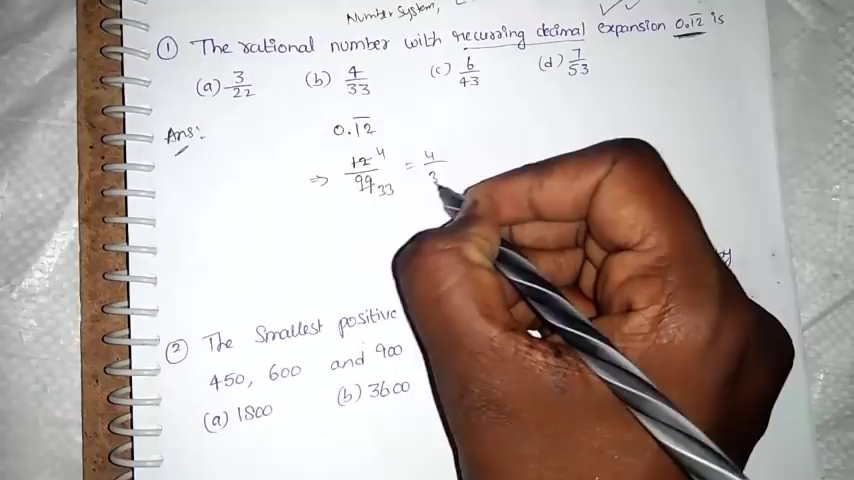 Number System,
① The rational number with recurring decimal expansion 0.12 is
(a) 3/22 (b) 4/33 (c) 6/43 (d) 7/53
Ans:
0.1̅2̅
⇒ 12/99 4 33 = 4/3
② The Smallest positive
450, 600 and 900
(a) 1800 (b) 3600